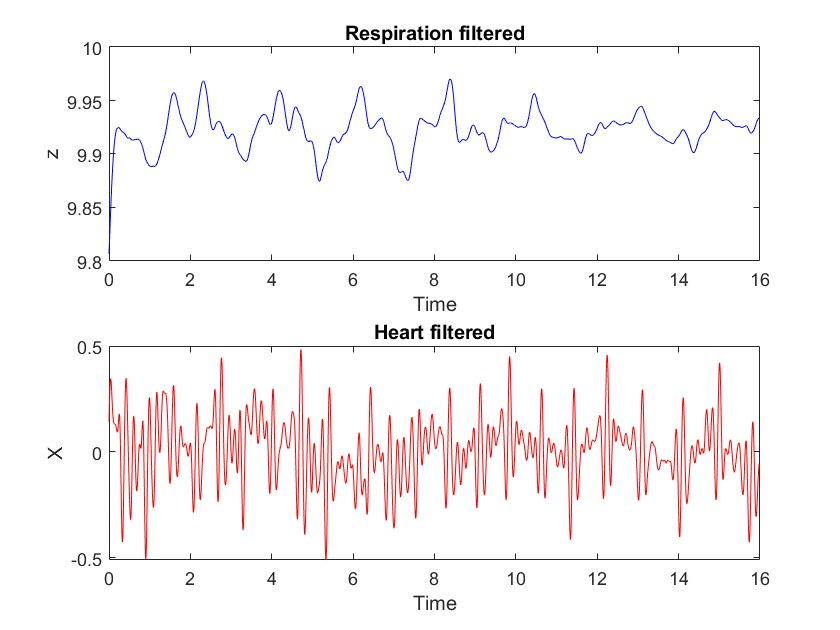 Respiration filtered
10
9.95
9.9
9.85
9.8
z
0 2 4 6 8 10 12 14 16
Time
Heart filtered
0.5
0
-0.5
X
0 2 4 6 8 10 12 14 16
Time